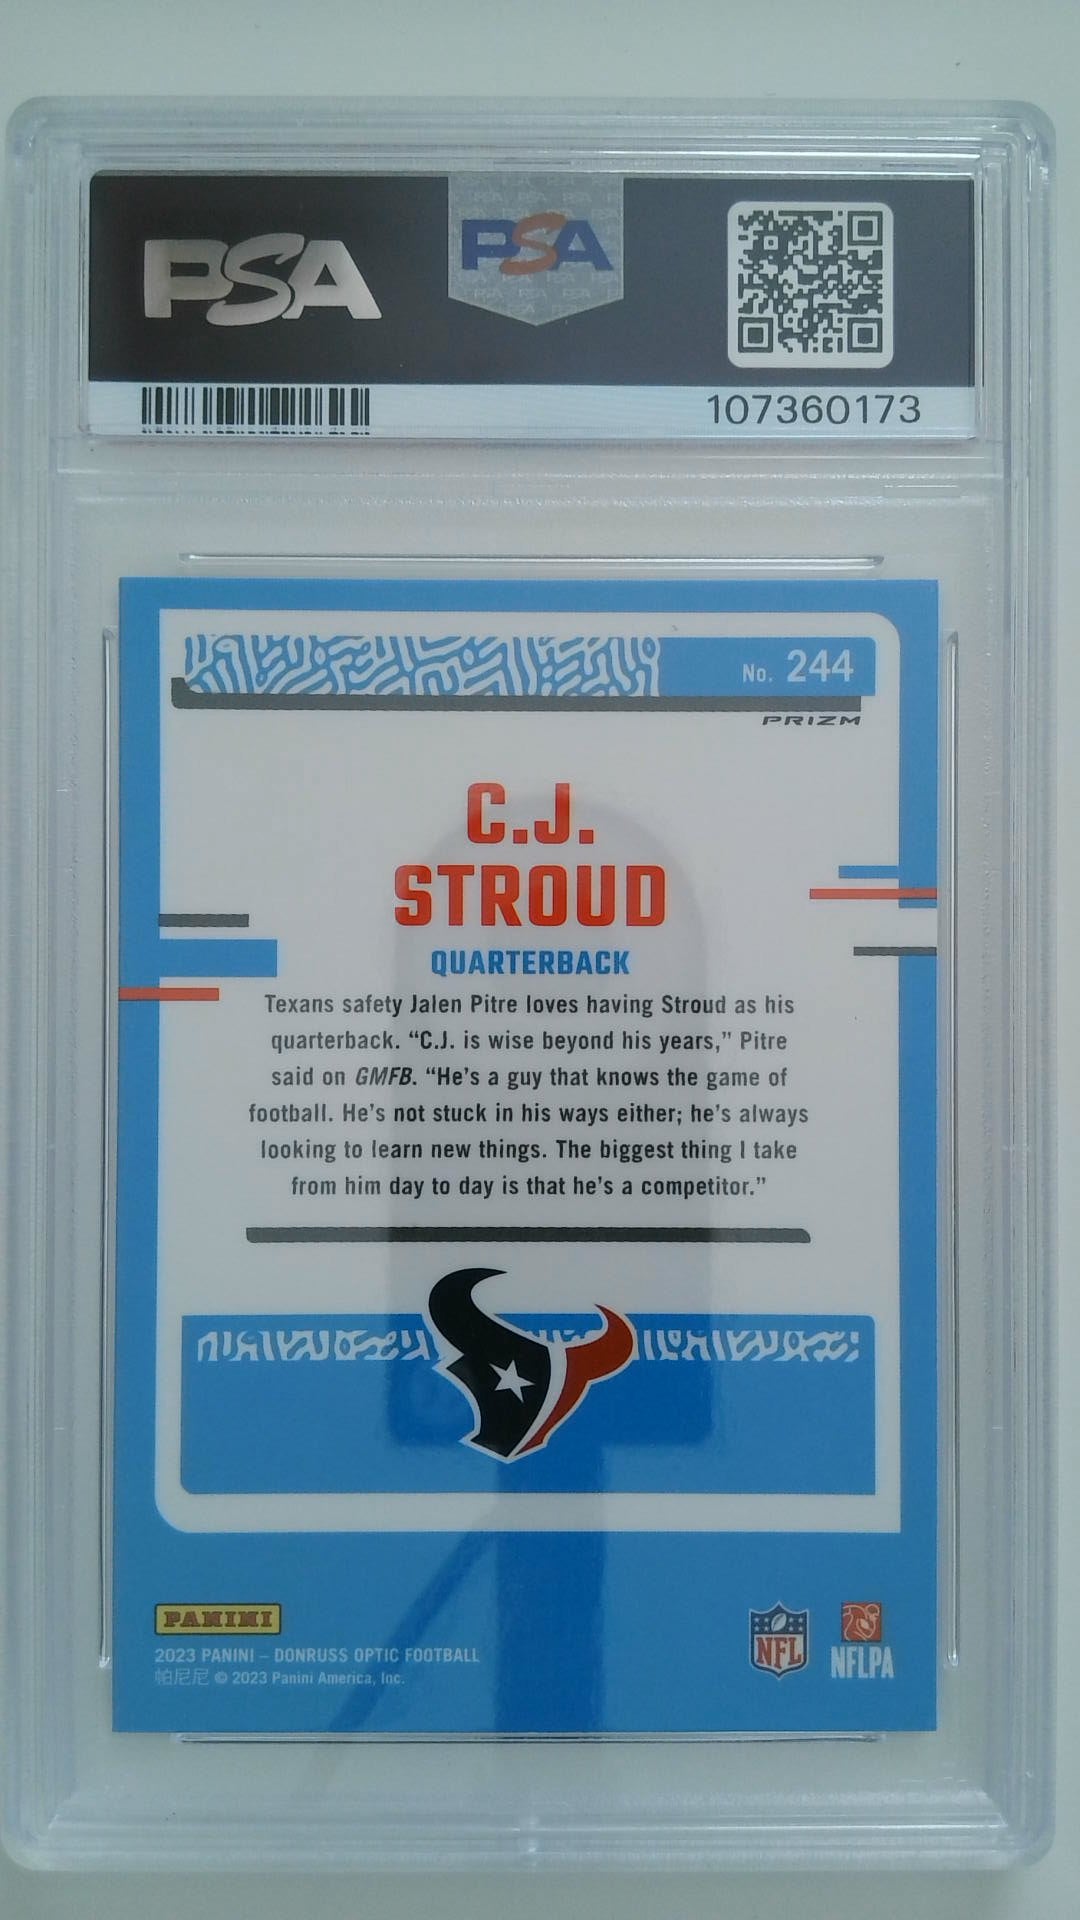 PSA
PSA
107360173
No. 244
PRIZM
C.J.
STROUD
QUARTERBACK
Texans safety Jalen Pitre loves having Stroud as his
quarterback. “C.J. is wise beyond his years,” Pitre
said on GMFB. “He’s a guy that knows the game of
football. He’s not stuck in his ways either; he’s always
looking to learn new things. The biggest thing I take
from him day to day is that he’s a competitor.”
PANINI
2023 PANINI – DONRUSS OPTIC FOOTBALL
帕尼尼 © 2023 Panini America, Inc.
NFL
NFLPA